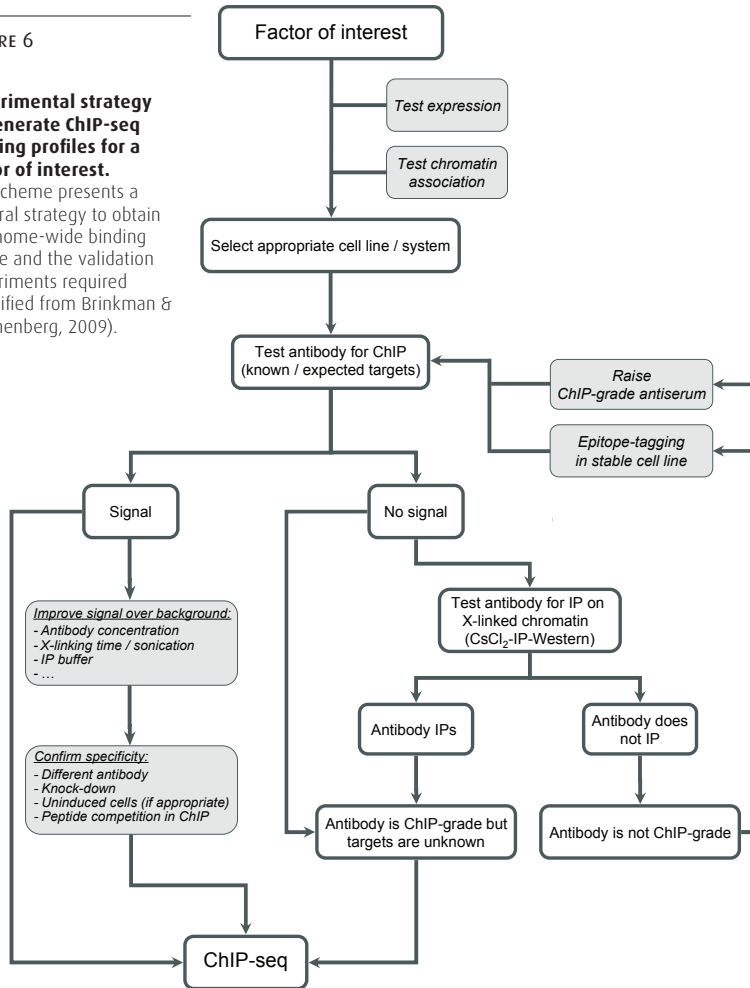 RE 6
rimental strategy
enerate ChIP-seq
ing profiles for a
or of interest.
cheme presents a
ral strategy to obtain
nome-wide binding
e and the validation
riments required
ified from Brinkman &
enberg, 2009).
Factor of interest
Test expression
Test chromatin
association
Select appropriate cell line / system
Test antibody for ChIP
(known / expected targets)
Raise
ChIP-grade antiserum
Epitope-tagging
in stable cell line
Signal
No signal
Improve signal over background:
- Antibody concentration
- X-linking time / sonication
- IP buffer
- ...
Test antibody for IP on
X-linked chromatin
(CsCl₂-IP-Western)
Antibody IPs
Antibody does
not IP
Confirm specificity:
- Different antibody
- Knock-down
- Uninduced cells (if appropriate)
- Peptide competition in ChIP
Antibody is ChIP-grade but
targets are unknown
Antibody is not ChIP-grade
ChIP-seq